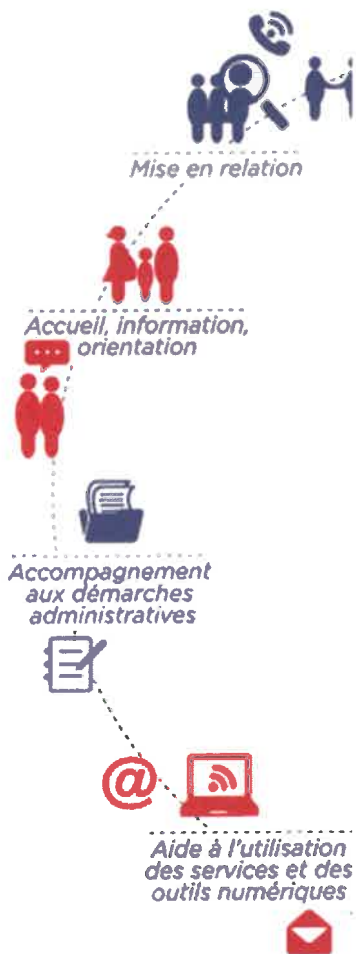 Mise en relation
Accueil, information,
orientation
Accompagnement
aux démarches
administratives
@
Aide à l'utilisation
des services et des
outils numériques